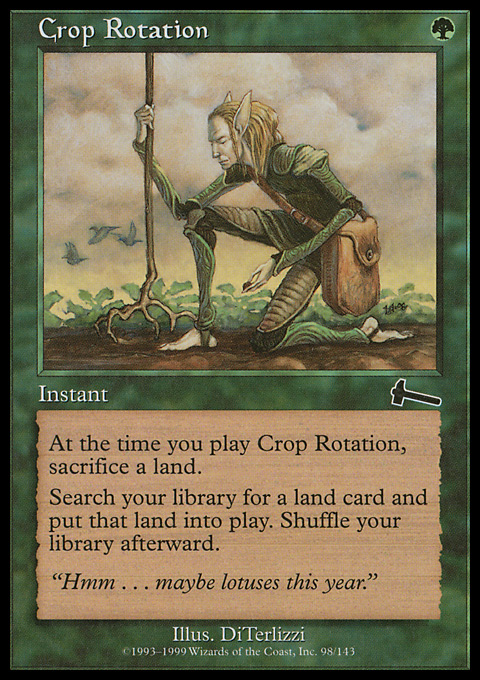 Crop Rotation
Instant
At the time you play Crop Rotation,
sacrifice a land.
Search your library for a land card and
put that land into play. Shuffle your
library afterward.
“Hmm . . . maybe lotuses this year.”
Illus. DiTerlizzi
©1993–1999 Wizards of the Coast, Inc. 98/143